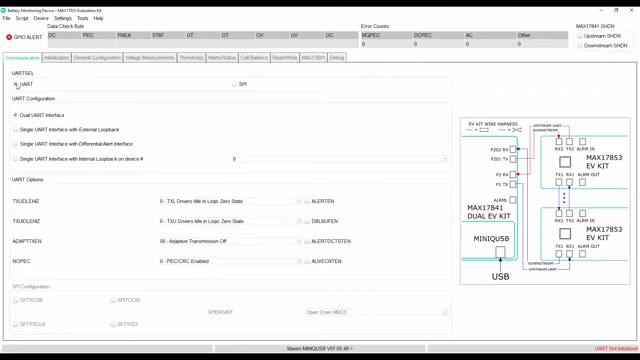 Battery Monitoring Device - MAX17853 Evaluation Kit
File Script Device Settings Tools Help
GPIO ALERT
Data Check Byte
DC PEC FMEA STAT UT OT OV UV OC
Error Counts
MQPEC DOPEC AC Other
0 0 0 0
MAX17841 SHDN
Upstream SHDN
Downstream SHDN
Communication Initialization General Configuration Voltage Measurements Thresholds Alerts/Status Cell Balance Read/Write MAX17841 Debug
UARTSEL
UART SPI
UART Configuration
Dual UART Interface
Single UART Interface with External Loopback
Single UART Interface with Differential Alert Interface
Single UART Interface with Internal Loopback on device # 0
UART Options
TXLIDLEHIZ 0 - TXL Drivers Idle in Logic Zero State ALERTEN
TXUIDLEHIZ 0 - TXU Drivers Idle in Logic Zero State DBLBUFEN
ADAPTTXEN 00 - Adaptive Transmission Off ALERTDCTSTEN
NOPEC 0 - PEC/CRC Enabled ALIVECNTEN
SPI Configuration
SFTYCSB SPITODIS
SPIDRVINT Open Drain NMOS
SFTYSCLK SFTYSDI
EV KIT WIRE HARNESS
UPSTREAM UART
DOWNSTREAM
RX2 TX2 ALRM IN
MAX17853
EV KIT
TX1 RX1 ALRM OUT
P202 RX
P201 TX
P2 RX
P1 TX
ALRML
MAX17841
DUAL EV KIT
MINIQUSB
USB
RX2 TX2 ALRM IN
MAX17853
EV KIT
TX1 RX1 ALRM OUT
DOWNSTREAM
UPSTREAM UART
Maxim MINIQUSB V01.05.49 >
UART Not Initialized